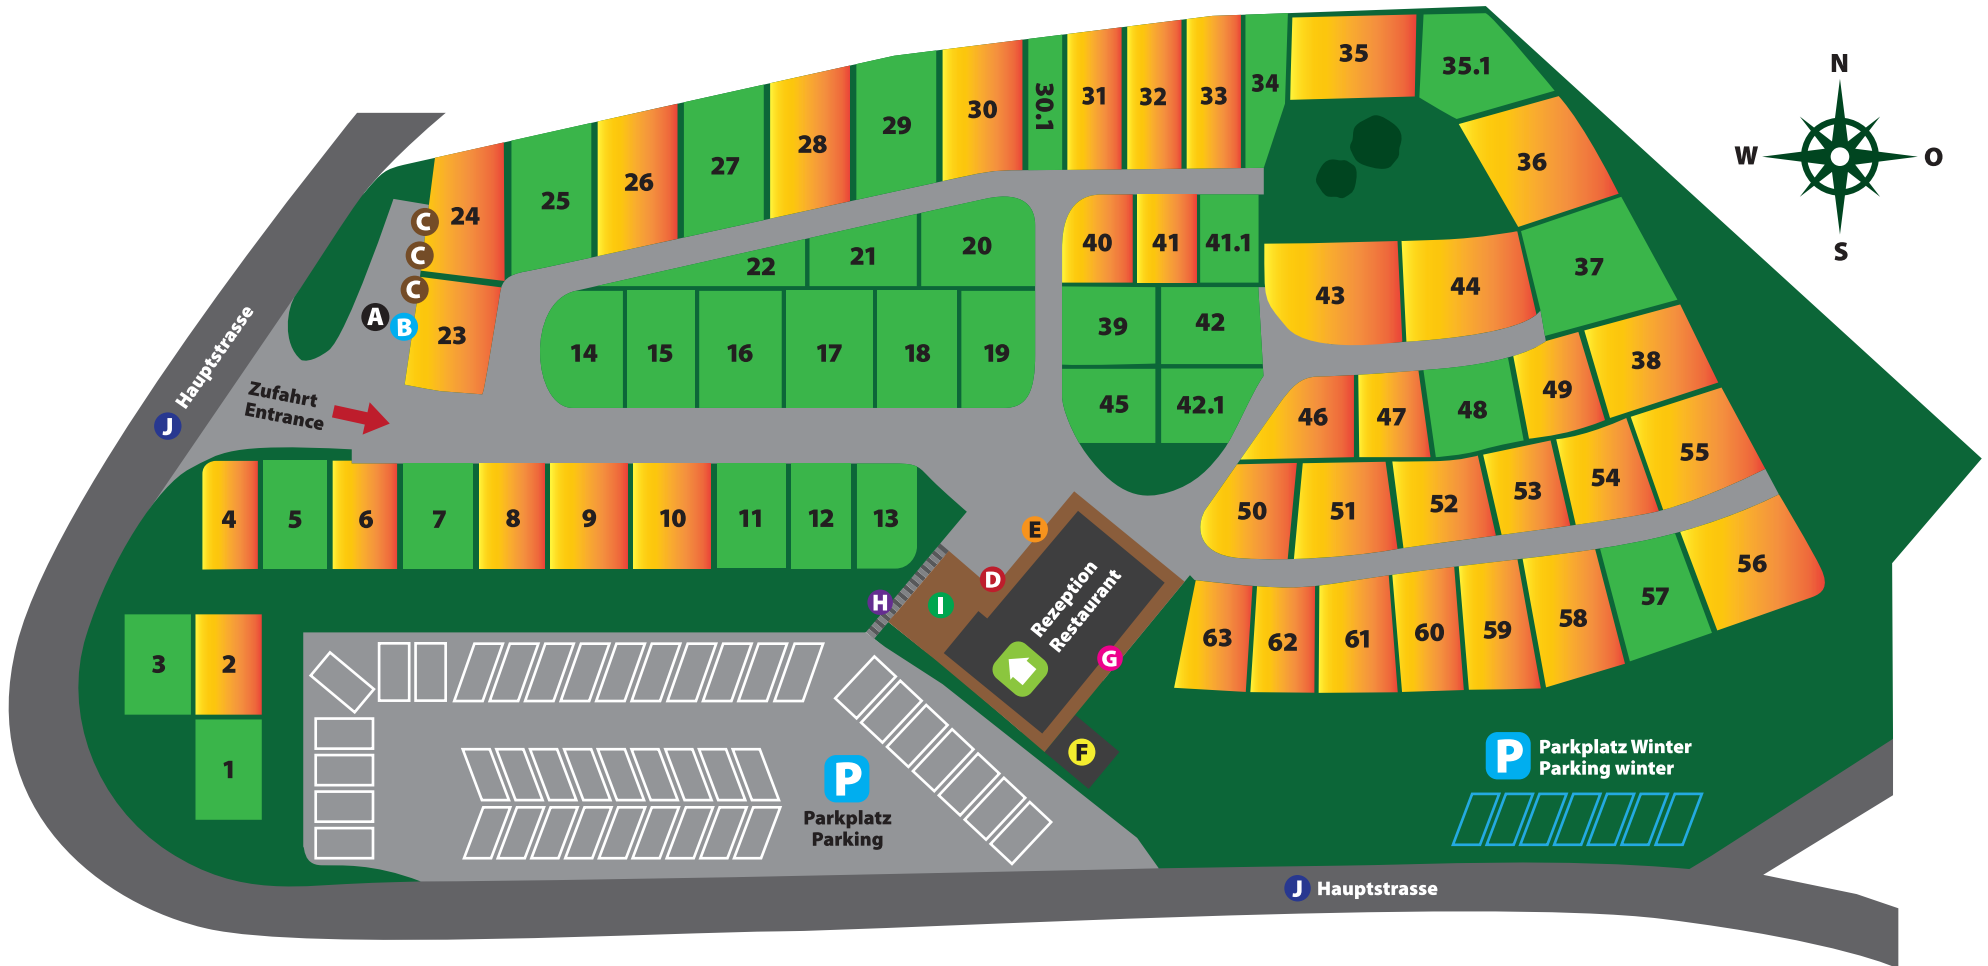 N
W
O
S
35
35.1
34
33
32
31
30.1
30
29
28
27
26
25
24
C
C
C
A
B
23
36
37
38
20
21
22
40
41
41.1
43
44
39
42
45
42.1
14
15
16
17
18
19
Hauptstrasse
J
Zufahrt
Entrance
46
47
48
49
50
51
52
53
54
55
56
57
58
59
60
61
62
63
4
5
6
7
8
9
10
11
12
13
E
D
H
I
G
F
Rezeption
Restaurant
3
2
1
P
Parkplatz
Parking
P
Parkplatz Winter
Parking winter
J Hauptstrasse